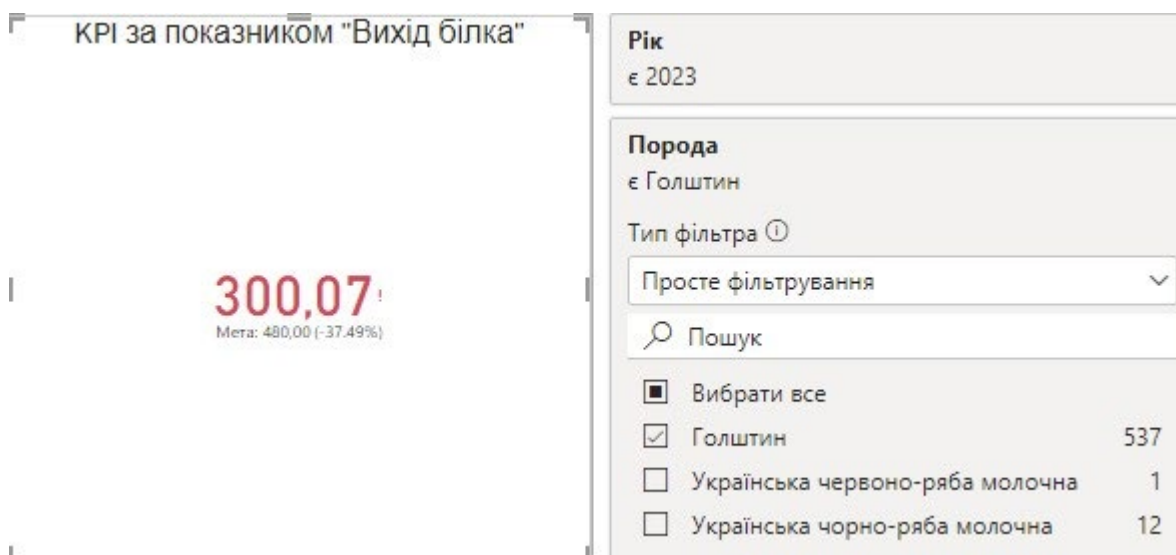 KPI за показником "Вихід білка"
300,07!
Мета: 480,00 (-37.49%)
Рік
є 2023
Порода
є Голштин
Тип фільтра
Просте фільтрування
Пошук
Вибрати все
Голштин 537
Українська червоно-ряба молочна 1
Українська чорно-ряба молочна 12